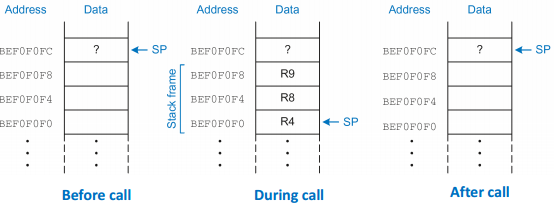 Address Data Address Data Address Data
BEF0F0FC ? SP BEF0F0FC ? BEF0F0FC ? SP
BEF0F0F8 BEF0F0F8 R9 BEF0F0F8
BEF0F0F4 BEF0F0F4 R8 BEF0F0F4
BEF0F0F0 BEF0F0F0 R4 SP BEF0F0F0
Stack frame
Before call During call After call